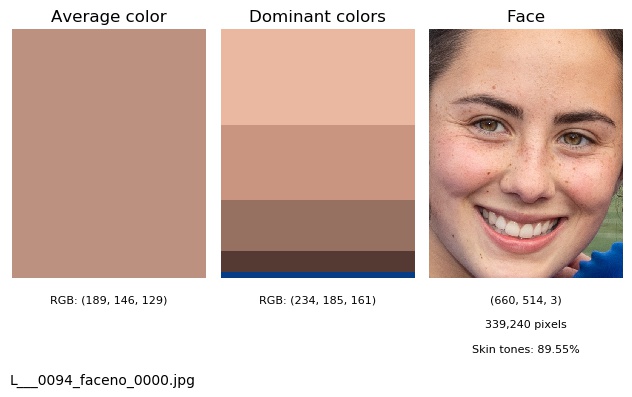 Average color
Dominant colors
Face
RGB: (189, 146, 129)
RGB: (234, 185, 161)
(660, 514, 3)
339,240 pixels
Skin tones: 89.55%
L___0094_faceno_0000.jpg